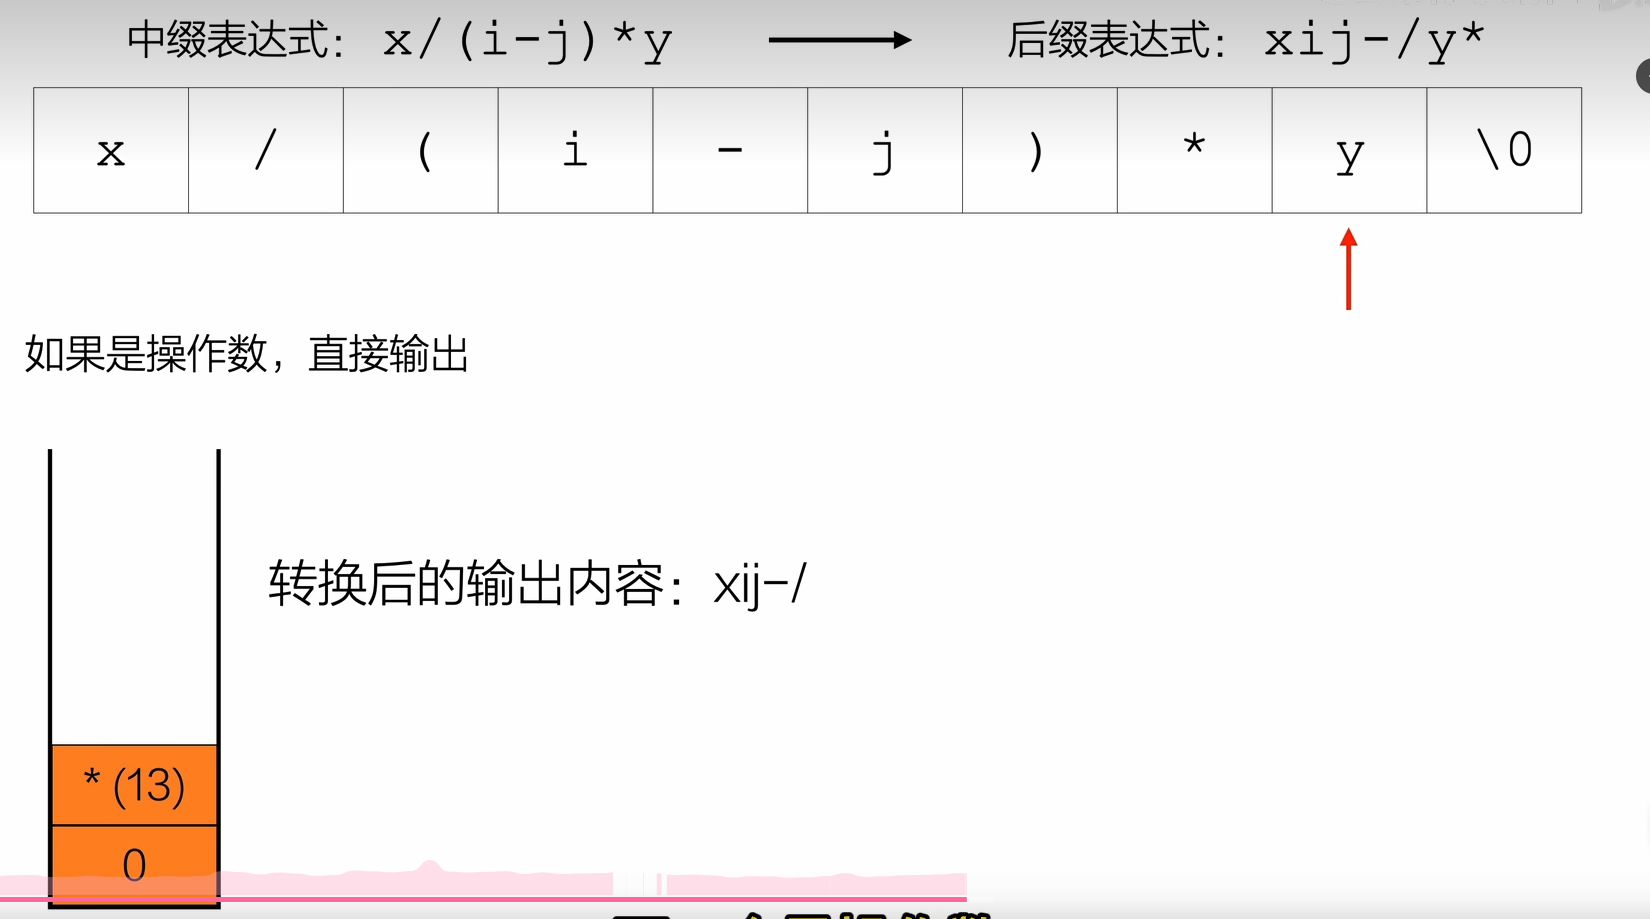 中缀表达式: x/(i-j)*y 后缀表达式: xij-/y*
x / ( i - j ) * y \0
如果是操作数，直接输出
转换后的输出内容：xij-/
* (13)
0